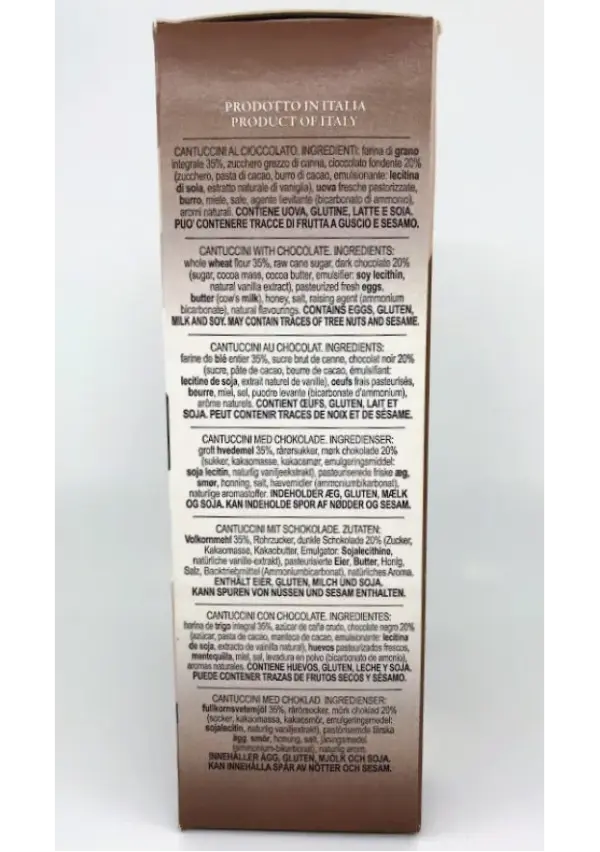 PRODOTTO IN ITALIA
PRODUCT OF ITALY
CANTUCCINI AL CIOCCOLATO. INGREDIENTI: farina di grano
integrale 35%, zucchero grezzo di canna, cioccolato fondente 20%
(zucchero, pasta di cacao, burro di cacao, emulsionante: lecitina
di soia, estratto naturale di vaniglia), uova fresche pastorizzate,
burro, miele, sale, agente lievitante (bicarbonato di ammonio),
aromi naturali. CONTIENE UOVA, GLUTINE, LATTE E SOIA.
PUO' CONTENERE TRACCE DI FRUTTA A GUSCIO E SESAMO.
CANTUCCINI WITH CHOCOLATE. INGREDIENTS:
whole wheat flour 35%, raw cane sugar, dark chocolate 20%
(sugar, cocoa mass, cocoa butter, emulsifier: soy lecithin,
natural vanilla extract), pasteurized fresh eggs,
butter (cow's milk), honey, salt, raising agent (ammonium
bicarbonate), natural flavourings. CONTAINS EGGS, GLUTEN,
MILK AND SOY. MAY CONTAIN TRACES OF TREE NUTS AND SESAME.
CANTUCCINI AU CHOCOLAT. INGREDIENTS:
farine de blé entier 35%, sucre brut de canne, chocolat noir 20%
(sucre, pâte de cacao, beurre de cacao, émulsifiant:
lecitine de soja, extrait naturel de vanille), oeufs frais pasteurisés,
beurre, miel, sel, poudre levante (bicarbonate d'ammonium),
arôme naturels. CONTIENT ŒUFS, GLUTEN, LAIT ET
SOJA. PEUT CONTENIR TRACES DE NOIX ET DE SÉSAME.
CANTUCCINI MED CHOKOLADE. INGREDIENSER:
groft hvedemel 35%, rårørsukker, mørk chokolade 20%
(sukker, kakaomasse, kakaosmør, emulgeringsmiddel:
soja lecitin, naturlig vaniljeekstrakt), pasteuriserede friske æg,
smør, honning, salt, hævemidler (ammoniumbikarbonat),
naturlige aromastoffer. INDEHOLDER ÆG, GLUTEN, MÆLK
OG SOJA. KAN INDEHOLDE SPOR AF NØDDER OG SESAM.
CANTUCCINI MIT SCHOKOLADE. ZUTATEN:
Volkornmehl 35%, Rohrzucker, dunkle Schokolade 20% (Zucker,
Kakaomasse, Kakaobutter, Emulgator: Sojalecithine,
natürliche vanille-extrakt), pasteurisierte Eier, Butter, Honig,
Salz, Backtriebmittel (Ammoniumbicarbonat), natürliches Aroma.
ENTHÄLT EIER, GLUTEN, MILCH UND SOJA.
KANN SPUREN VON NÜSSEN UND SESAM ENTHALTEN.
CANTUCCINI CON CHOCOLATE. INGREDIENTES:
harina de trigo integral 35%, azúcar de caña crudo, chocolate negro 20%
(azúcar, pasta de cacao, manteca de cacao, emulsionante: lecitina
de soja, extracto de vainilla natural), huevos pasteurizados frescos,
mantequilla, miel, sal, levadura en polvo (bicarbonato de amonio),
aromas naturales. CONTIENE HUEVOS, GLUTEN, LECHE Y SOJA.
PUEDE CONTENER TRAZAS DE FRUTOS SECOS Y SÉSAMO.
CANTUCCINI MED CHOKLAD. INGREDIENSER:
fullkornsvetemjöl 35%, rårörsocker, mörk choklad 20%
(socker, kakaomassa, kakaosmör, emulgeringsmedel:
sojalecitin, naturlig vaniljextrakt), pastöriserade färska
ägg, smör, honung, salt, jäsningsmedel
(ammonium-bikarbonat), naturlig arom.
INNEHÅLLER ÄGG, GLUTEN, MJÖLK OCH SOJA.
KAN INNEHÅLLA SPÅR AV NÖTTER OCH SESAM.